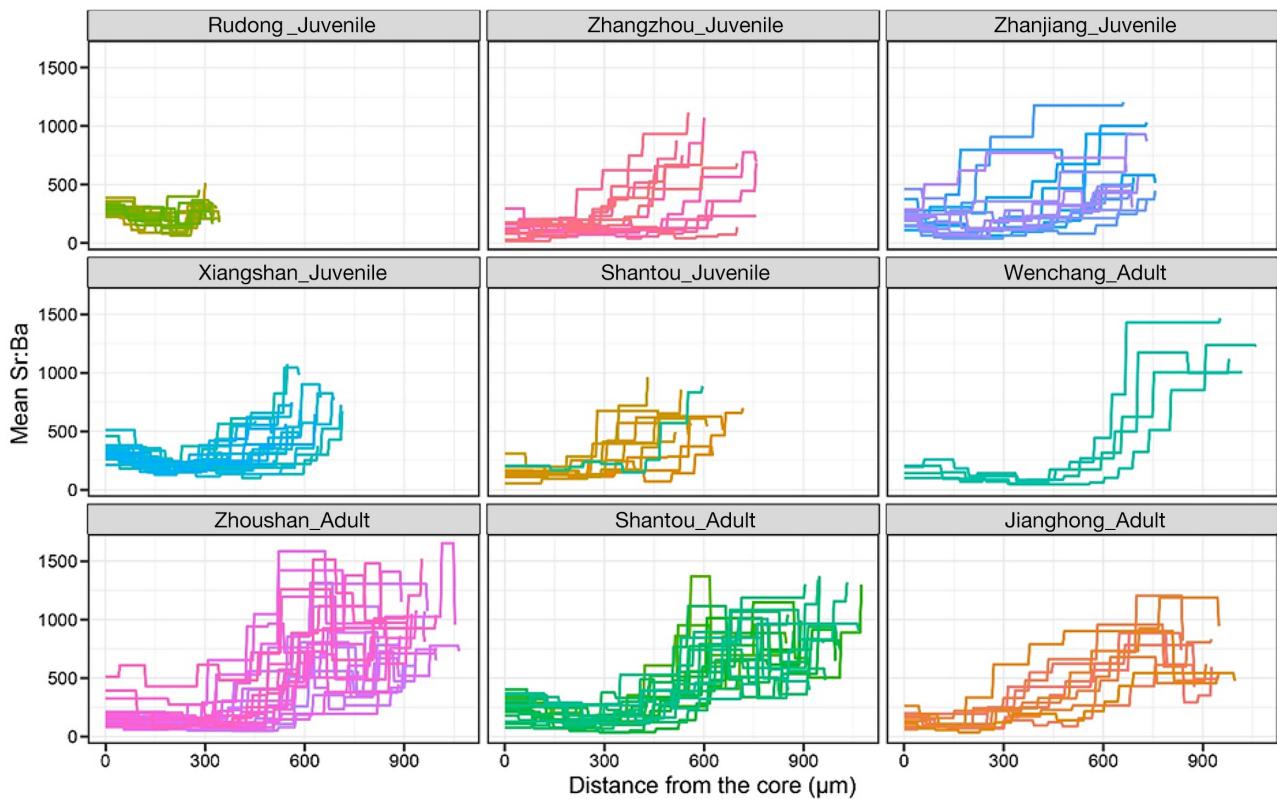 Rudong_Juvenile
Zhangzhou_Juvenile
Zhanjiang_Juvenile
1500
1000
500
0
Xiangshan_Juvenile
Shantou_Juvenile
Wenchang_Adult
1500
1000
500
0
Mean Sr:Ba
Zhoushan_Adult
Shantou_Adult
Jianghong_Adult
1500
1000
500
0
0 300 600 900
0 300 600 900
0 300 600 900
Distance from the core (μm)